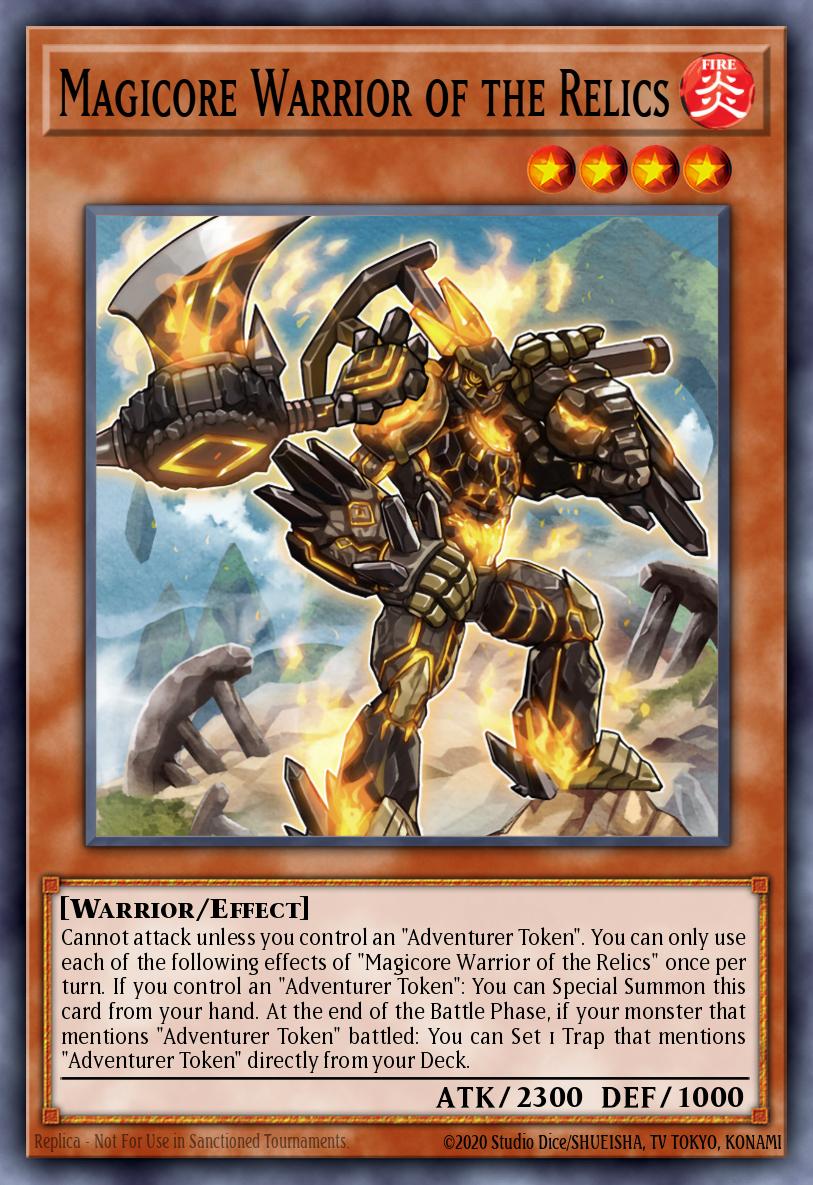 Magicore Warrior of the Relics
FIRE
炎
[Warrior/Effect]
Cannot attack unless you control an "Adventurer Token". You can only use
each of the following effects of "Magicore Warrior of the Relics" once per
turn. If you control an "Adventurer Token": You can Special Summon this
card from your hand. At the end of the Battle Phase, if your monster that
mentions "Adventurer Token" battled: You can Set 1 Trap that mentions
"Adventurer Token" directly from your Deck.
ATK/2300 DEF/1000
Replica - Not For Use in Sanctioned Tournaments.
©2020 Studio Dice/SHUEISHA, TV TOKYO, KONAMI